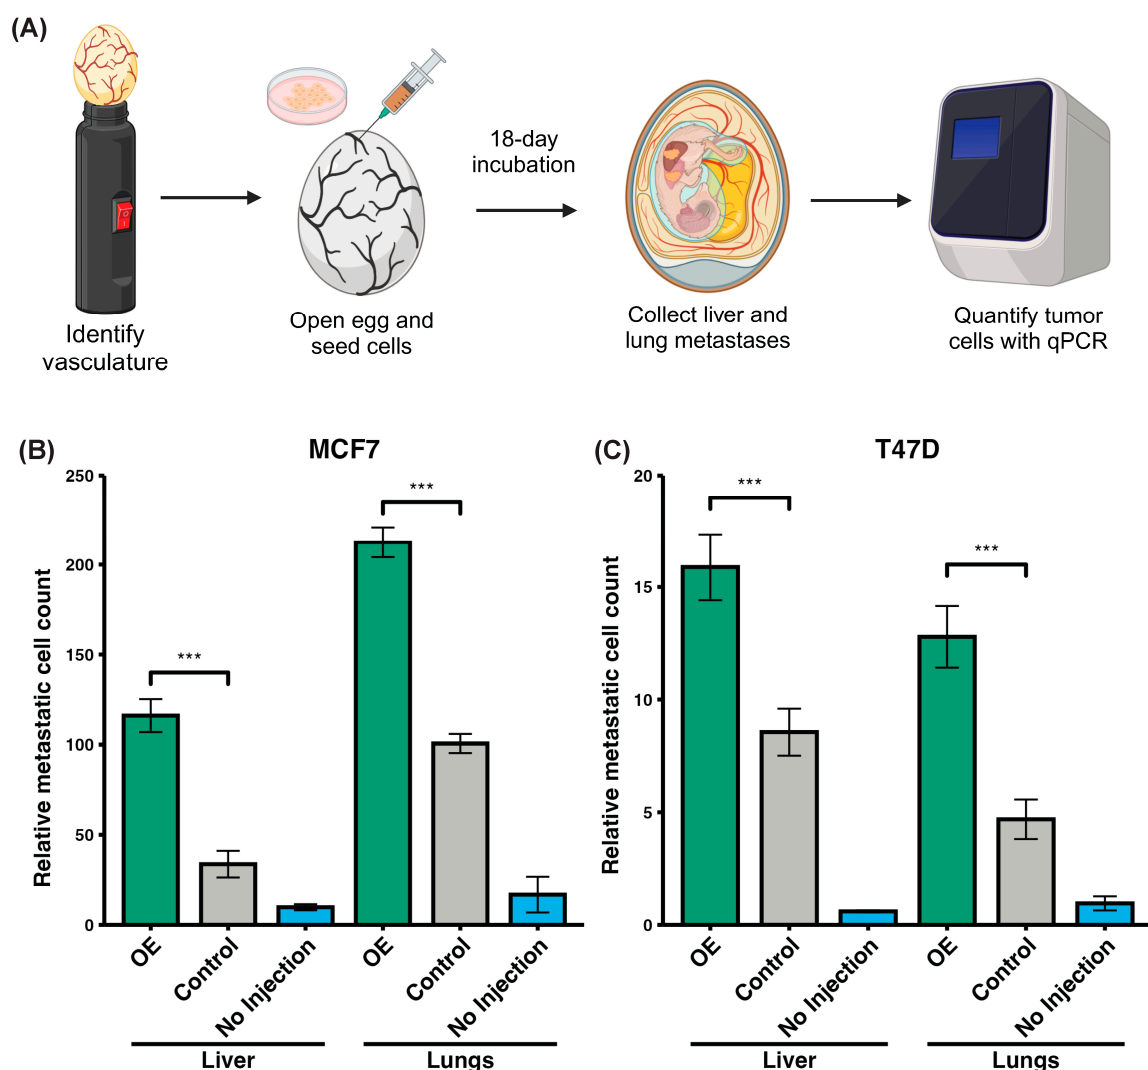 (A)
Identify
vasculature
Open egg and
seed cells
18-day
incubation
Collect liver and
lung metastases
Quantify tumor
cells with qPCR
(B)
MCF7
Relative metastatic cell count
250
200
150
100
50
0
***
***
OE
Control
No Injection
OE
Control
No Injection
Liver
Lungs
(C)
T47D
Relative metastatic cell count
20
15
10
5
0
***
***
OE
Control
No Injection
OE
Control
No Injection
Liver
Lungs